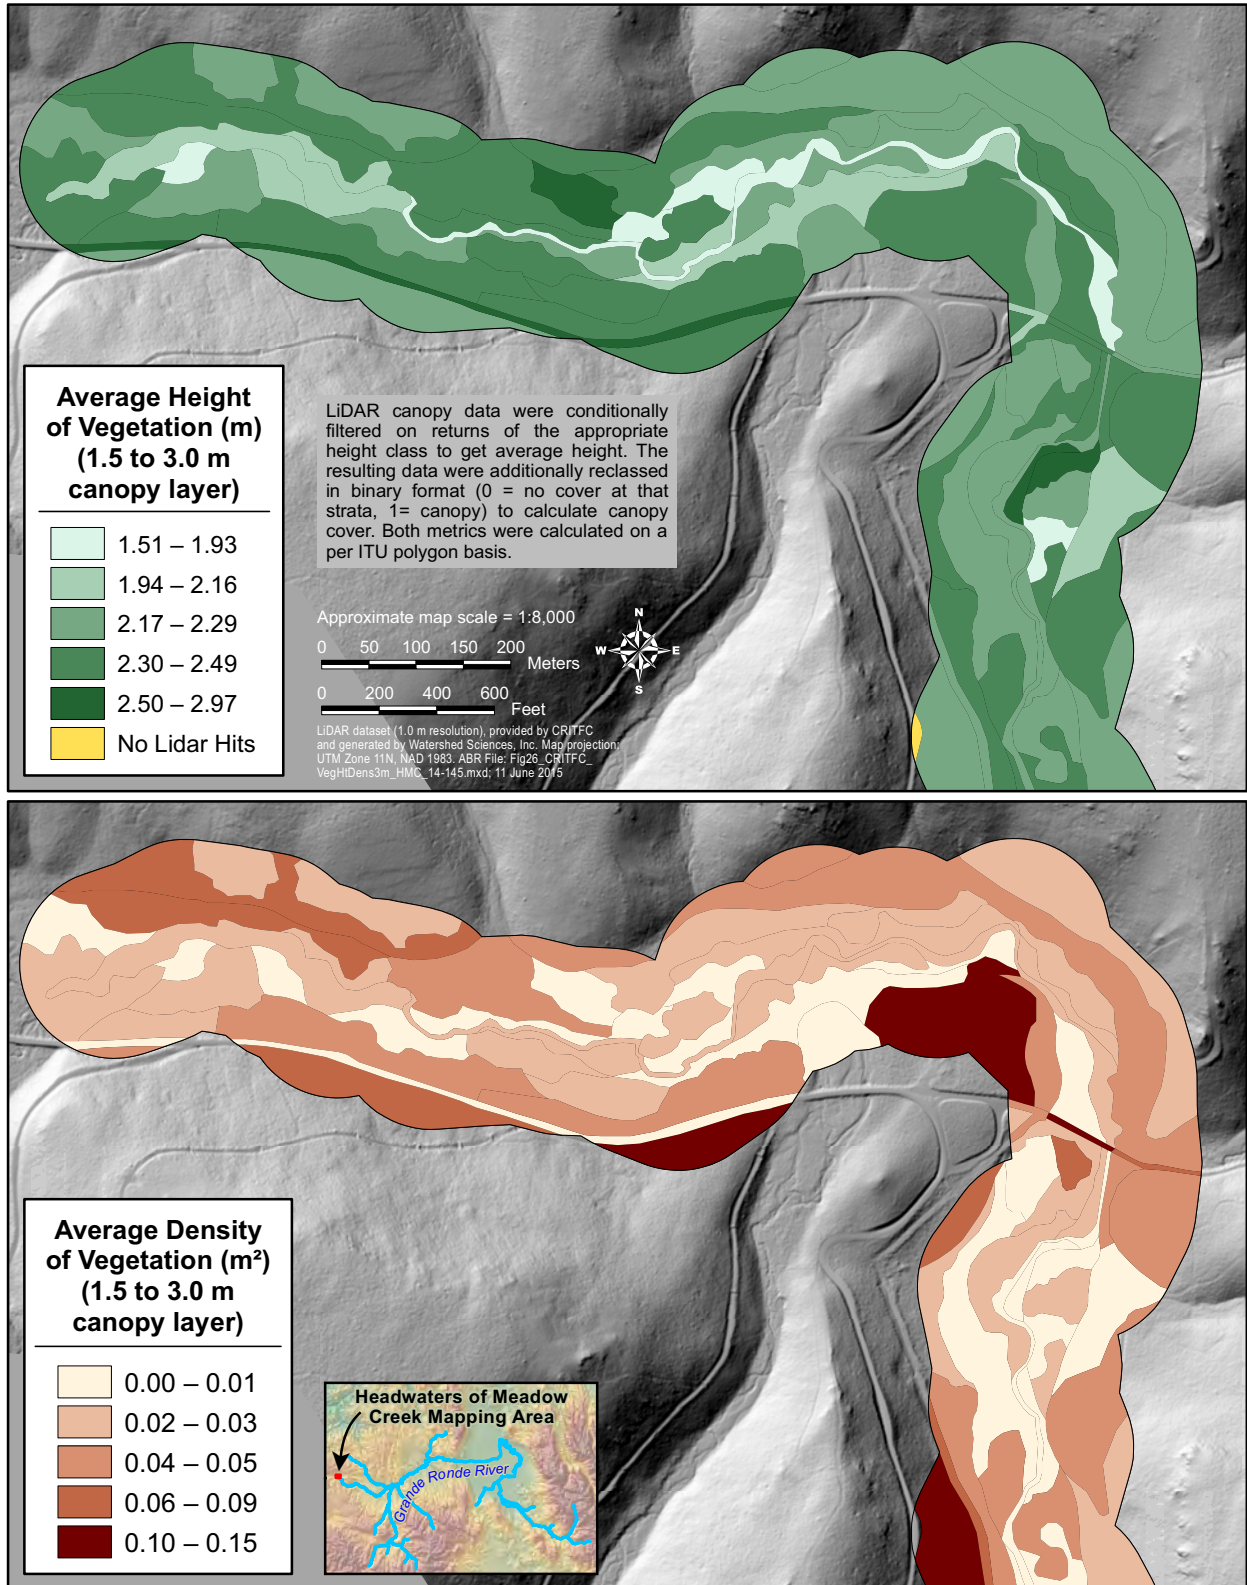 Average Height
of Vegetation (m)
(1.5 to 3.0 m
canopy layer)
1.51 – 1.93
1.94 – 2.16
2.17 – 2.29
2.30 – 2.49
2.50 – 2.97
No Lidar Hits
LiDAR canopy data were conditionally
filtered on returns of the appropriate
height class to get average height. The
resulting data were additionally reclassed
in binary format (0 = no cover at that
strata, 1= canopy) to calculate canopy
cover. Both metrics were calculated on a
per ITU polygon basis.
Approximate map scale = 1:8,000
0 50 100 150 200
Meters
0 200 400 600
Feet
N
W E
S
LiDAR dataset (1.0 m resolution), provided by CRITFC
and generated by Watershed Sciences, Inc. Map projection:
UTM Zone 11N, NAD 1983. ABR File: Fig26_CRITFC_
VegHtDens3m_HMC_14-145.mxd; 11 June 2015
Average Density
of Vegetation (m²)
(1.5 to 3.0 m
canopy layer)
0.00 – 0.01
0.02 – 0.03
0.04 – 0.05
0.06 – 0.09
0.10 – 0.15
Headwaters of Meadow
Creek Mapping Area
Grande Ronde River